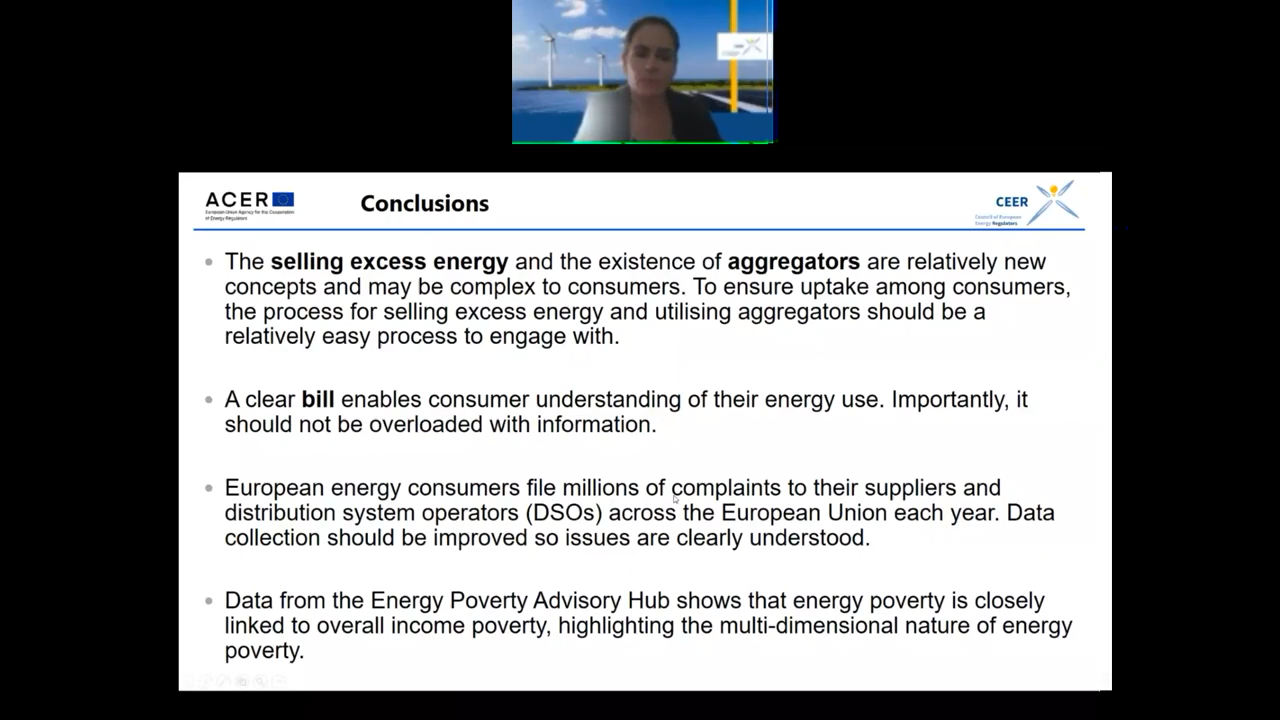 CEER
ACER
European Union Agency for the Cooperation
of Energy Regulators
Conclusions
CEER
Council of European
Energy Regulators
• The selling excess energy and the existence of aggregators are relatively new
concepts and may be complex to consumers. To ensure uptake among consumers,
the process for selling excess energy and utilising aggregators should be a
relatively easy process to engage with.
• A clear bill enables consumer understanding of their energy use. Importantly, it
should not be overloaded with information.
• European energy consumers file millions of complaints to their suppliers and
distribution system operators (DSOs) across the European Union each year. Data
collection should be improved so issues are clearly understood.
• Data from the Energy Poverty Advisory Hub shows that energy poverty is closely
linked to overall income poverty, highlighting the multi-dimensional nature of energy
poverty.